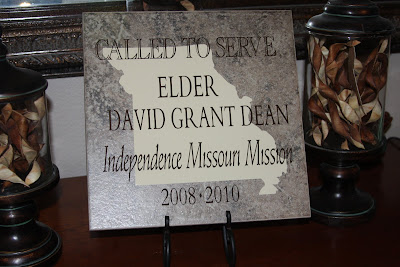 CALLED TO SERVE
ELDER
DAVID GRANT DEAN
Independence Missouri Mission
2008•2010